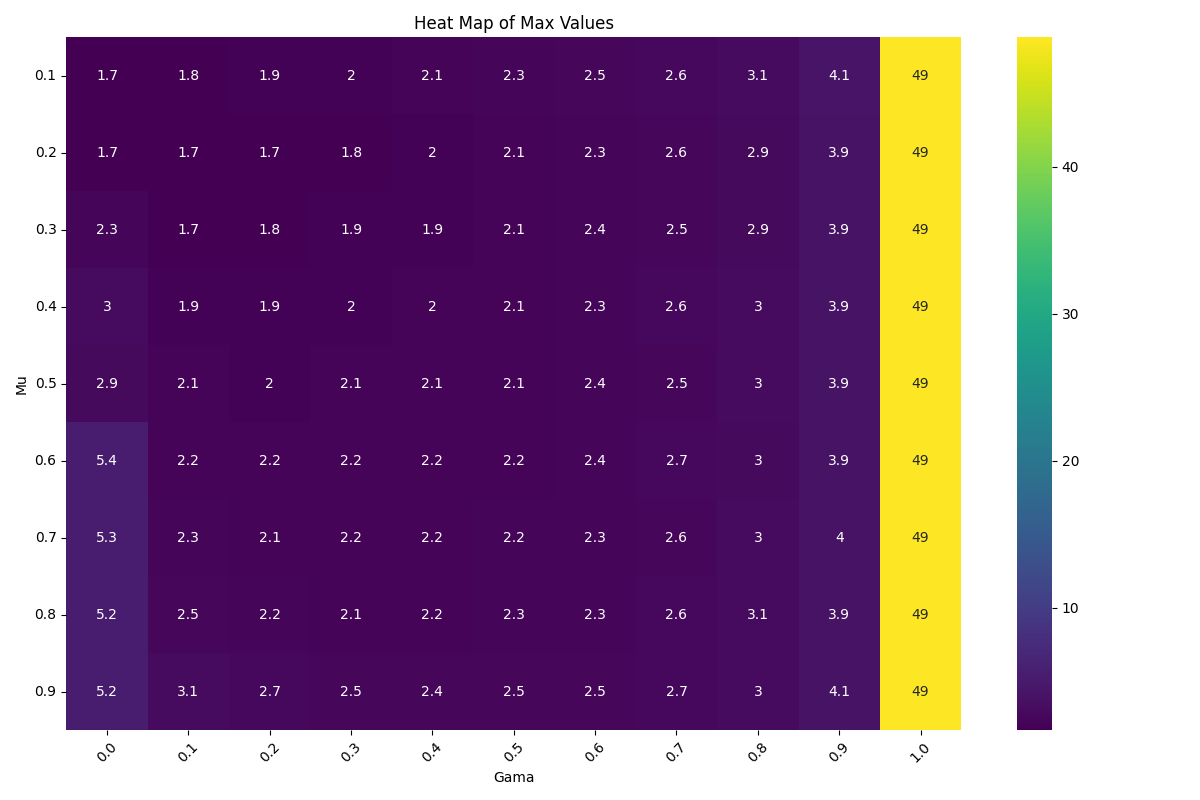 Heat Map of Max Values
Mu
0.1 1.7 1.8 1.9 2 2.1 2.3 2.5 2.6 3.1 4.1 49
0.2 1.7 1.7 1.7 1.8 2 2.1 2.3 2.6 2.9 3.9 49
0.3 2.3 1.7 1.8 1.9 1.9 2.1 2.4 2.5 2.9 3.9 49
0.4 3 1.9 1.9 2 2 2.1 2.3 2.6 3 3.9 49
0.5 2.9 2.1 2 2.1 2.1 2.1 2.4 2.5 3 3.9 49
0.6 5.4 2.2 2.2 2.2 2.2 2.2 2.4 2.7 3 3.9 49
0.7 5.3 2.3 2.1 2.2 2.2 2.2 2.3 2.6 3 4 49
0.8 5.2 2.5 2.2 2.1 2.2 2.3 2.3 2.6 3.1 3.9 49
0.9 5.2 3.1 2.7 2.5 2.4 2.5 2.5 2.7 3 4.1 49
0.0 0.1 0.2 0.3 0.4 0.5 0.6 0.7 0.8 0.9 1.0
Gama
40
30
20
10